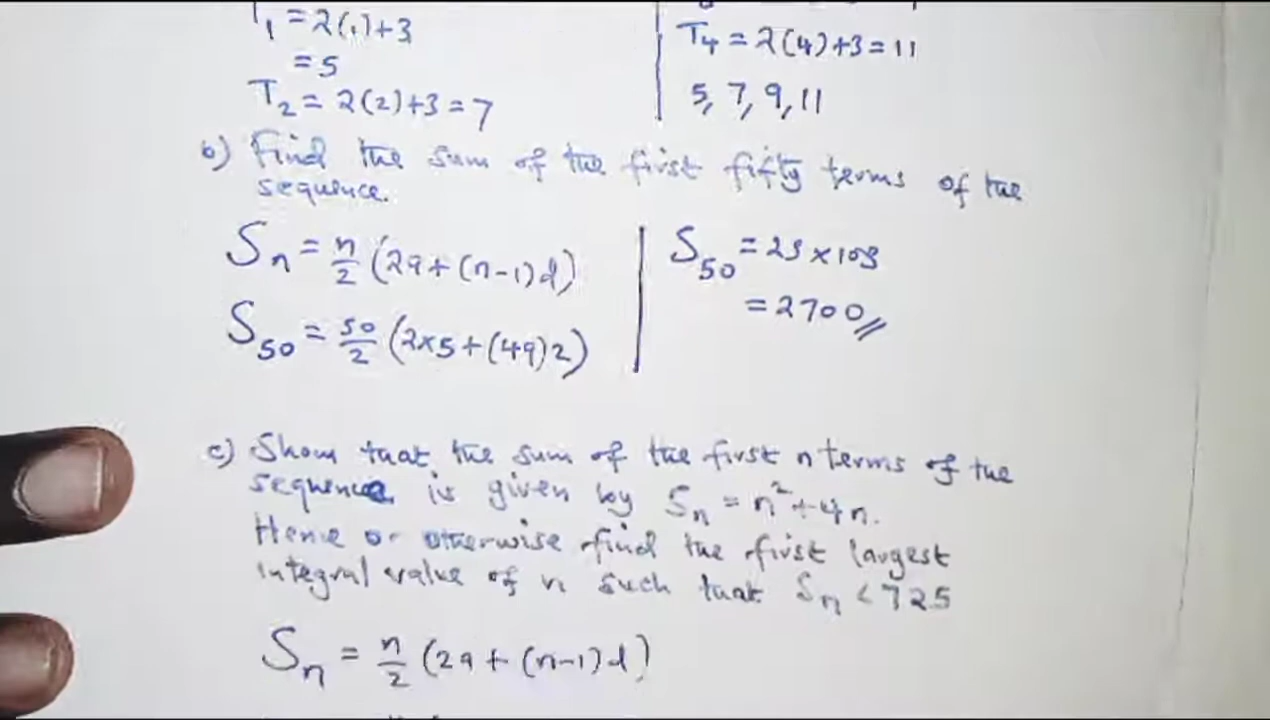 T₁ = 2(1)+3
= 5
T₂ = 2(2)+3 = 7
T₄ = 2(4)+3 = 11
5, 7, 9, 11
b) Find the sum of the first fifty terms of the
sequence.
Sₙ = n/2 (2a + (n-1)d)
S₅₀ = 50/2 (2x5 + (49)2)
S₅₀ = 25 x 108
= 2700
c) Show that the sum of the first n terms of the
sequence is given by Sₙ = n² + 4n.
Hence or otherwise find the first largest
integral value of n such that Sₙ < 725
Sₙ = n/2 (2a + (n-1)d)